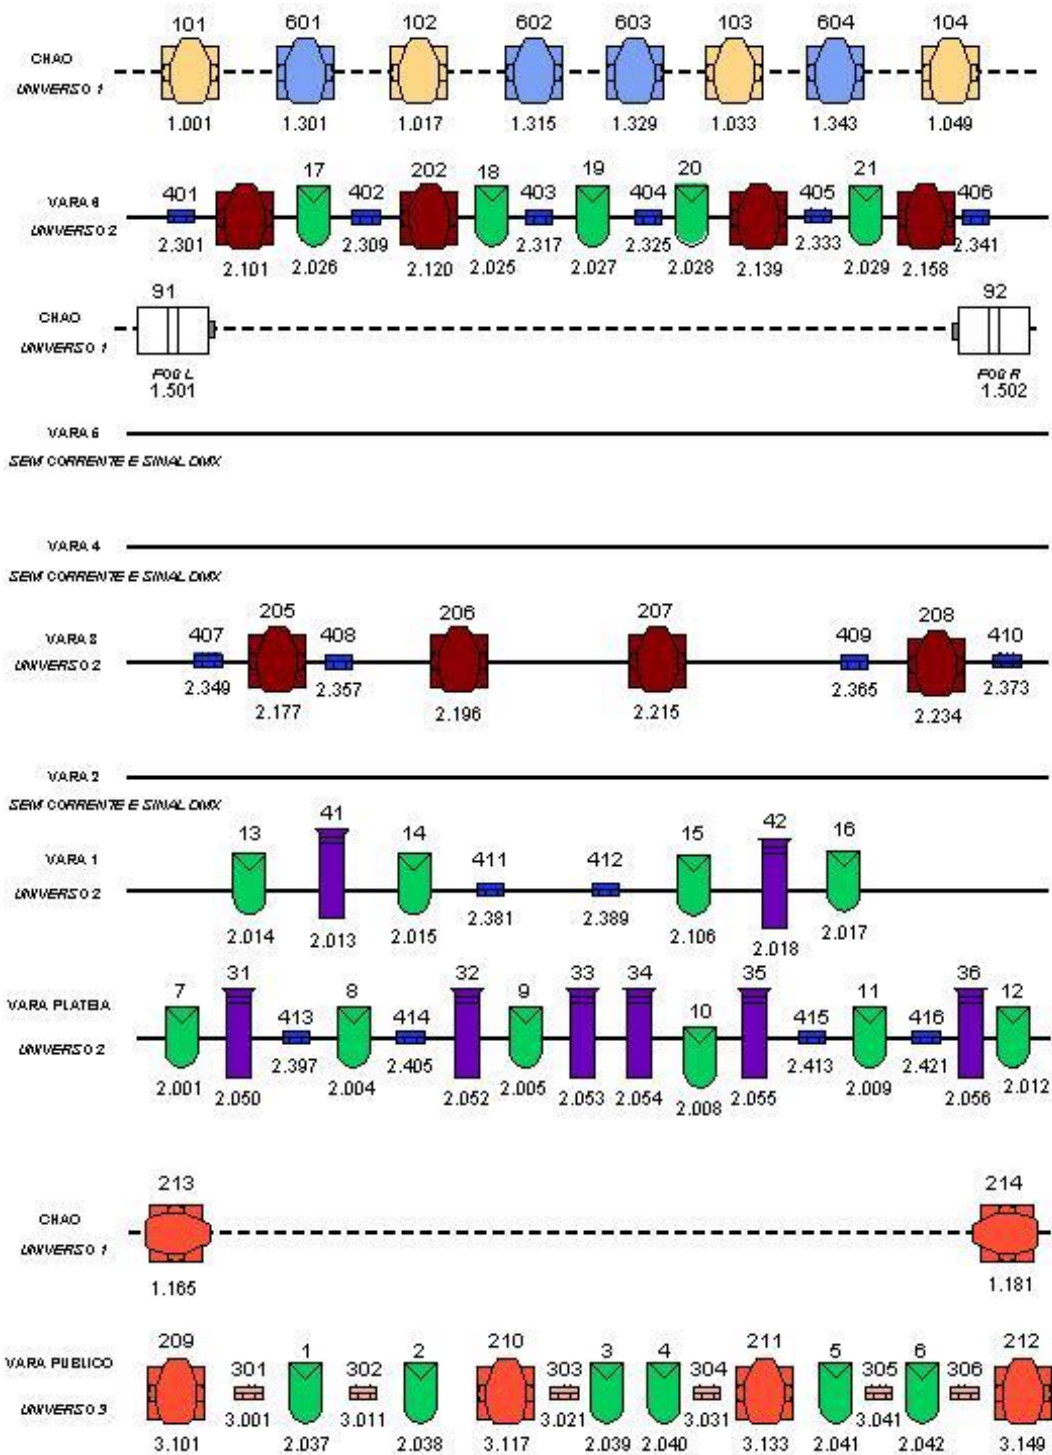 101 601 102 602 603 103 604 104
CHAO
UNIVERSO 1
1.001 1.301 1.017 1.315 1.329 1.033 1.343 1.049
17 18 19 20 21
401 402 202 403 404 405 406
VARA 6
UNIVERSO 2
2.301 2.309 2.317 2.325 2.333 2.341
2.101 2.026 2.120 2.025 2.027 2.028 2.139 2.029 2.158
91 92
CHAO
UNIVERSO 1
FOG L FOG R
1.501 1.502
VARA 5
SEM CORRENTE E SINAL DMX
VARA 4
SEM CORRENTE E SINAL DMX
205 206 207 208
407 408 409 410
VARA 3
UNIVERSO 2
2.349 2.357 2.365 2.373
2.177 2.196 2.215 2.234
VARA 2
SEM CORRENTE E SINAL DMX
13 41 14 15 42 16
VARA 1 411 412
UNIVERSO 2
2.381 2.389
2.014 2.013 2.015 2.106 2.018 2.017
7 31 8 32 9 33 34 35 11 36 12
VARA PLATEIA
413 414 10 415 416
UNIVERSO 2
2.397 2.405 2.413 2.421
2.001 2.050 2.004 2.052 2.005 2.053 2.054 2.008 2.055 2.009 2.056 2.012
213 214
CHAO
UNIVERSO 1
1.165 1.181
209 1 2 210 3 4 211 5 6 212
VARA PUBLICO
301 302 303 304 305 306
UNIVERSO 3
3.001 3.011 3.021 3.031 3.041
3.101 2.037 2.038 3.117 2.039 2.040 3.133 2.041 2.042 3.149